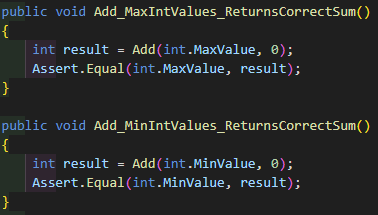 public void Add_MaxIntValues_ReturnsCorrectSum()
{
    int result = Add(int.MaxValue, 0);
    Assert.Equal(int.MaxValue, result);
}

public void Add_MinIntValues_ReturnsCorrectSum()
{
    int result = Add(int.MinValue, 0);
    Assert.Equal(int.MinValue, result);
}